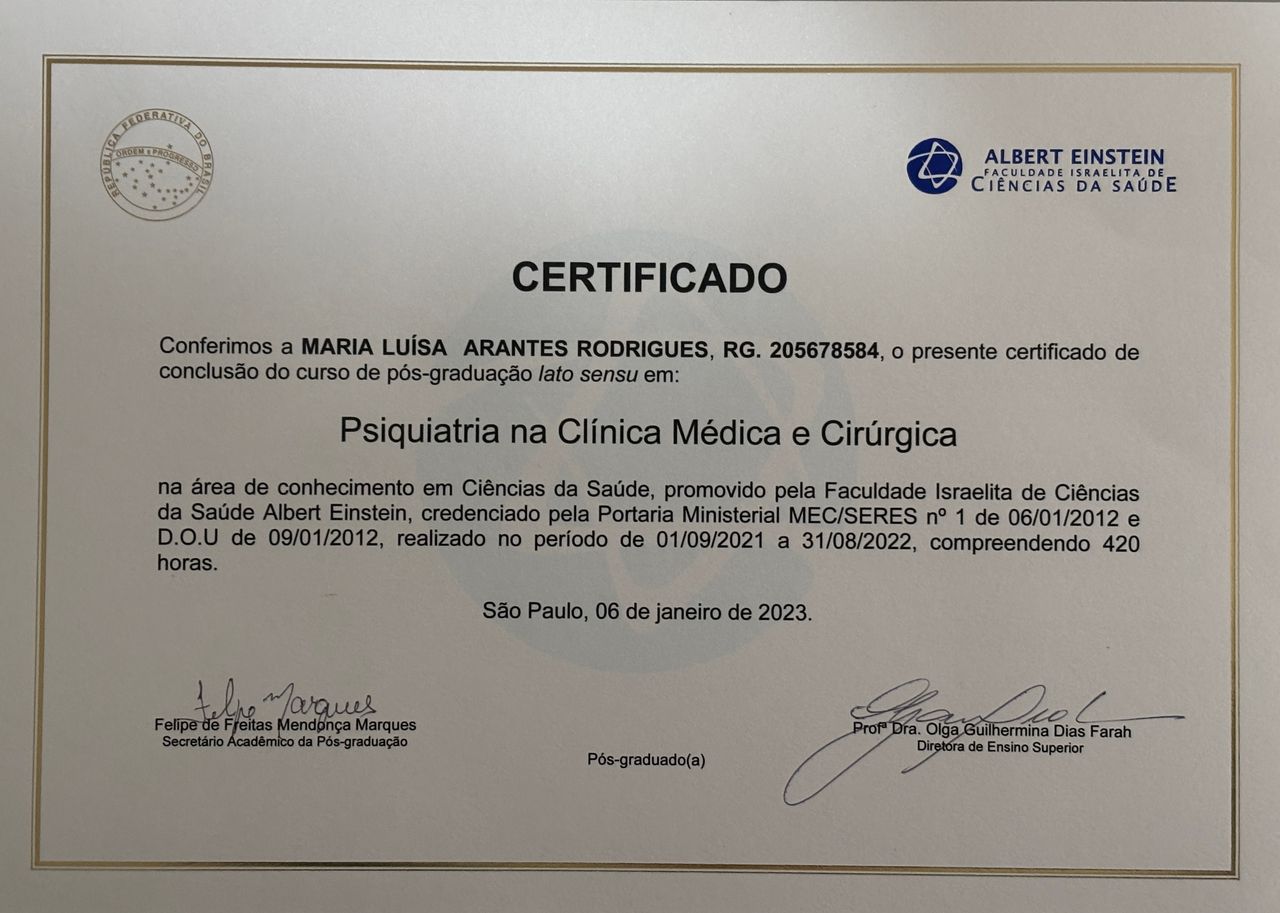 REPÚBLICA FEDERATIVA DO BRASIL
ORDEM E PROGRESSO
ALBERT EINSTEIN
FACULDADE ISRAELITA DE
CIÊNCIAS DA SAÚDE
CERTIFICADO
Conferimos a MARIA LUÍSA  ARANTES RODRIGUES, RG. 205678584, o presente certificado de
conclusão do curso de pós-graduação lato sensu em:
Psiquiatria na Clínica Médica e Cirúrgica
na área de conhecimento em Ciências da Saúde, promovido pela Faculdade Israelita de Ciências
da Saúde Albert Einstein, credenciado pela Portaria Ministerial MEC/SERES nº 1 de 06/01/2012 e
D.O.U de 09/01/2012, realizado no período de 01/09/2021 a 31/08/2022, compreendendo 420
horas.
São Paulo, 06 de janeiro de 2023.
Felipe Marques
Felipe de Freitas Mendonça Marques
Secretário Acadêmico da Pós-graduação
Profª Dra. Olga Guilhermina Dias Farah
Diretora de Ensino Superior
Pós-graduado(a)